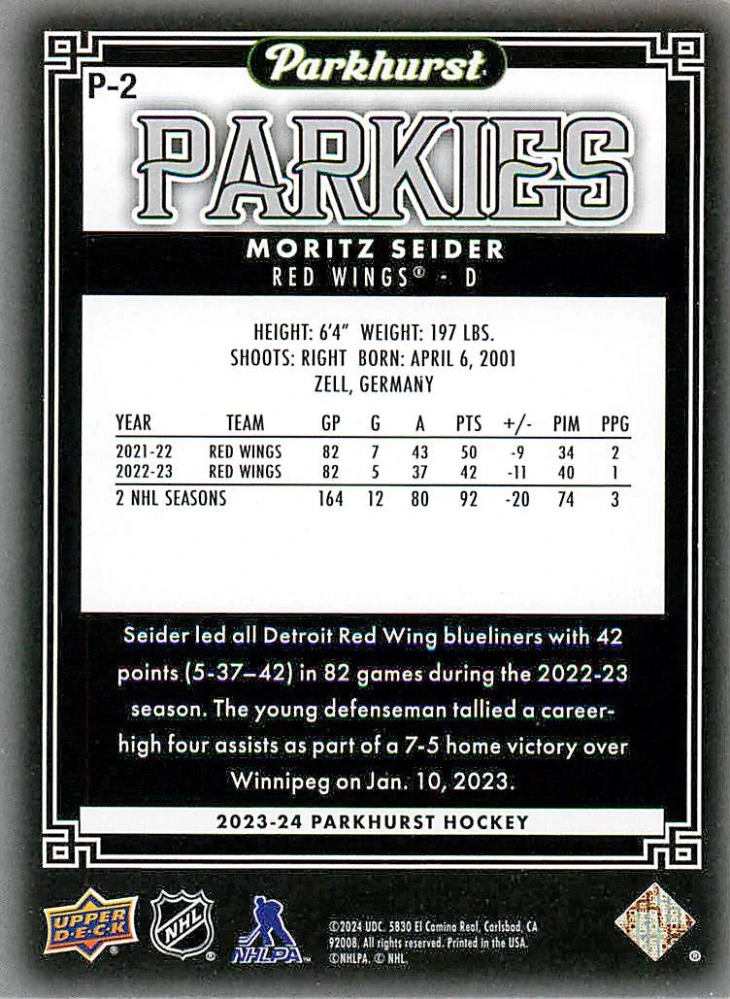 Parkhurst
P-2
PARKIES
MORITZ SEIDER
RED WINGS® - D
HEIGHT: 6'4" WEIGHT: 197 LBS.
SHOOTS: RIGHT BORN: APRIL 6, 2001
ZELL, GERMANY
YEAR TEAM GP G A PTS +/- PIM PPG
2021-22 RED WINGS 82 7 43 50 -9 34 2
2022-23 RED WINGS 82 5 37 42 -11 40 1
2 NHL SEASONS 164 12 80 92 -20 74 3
Seider led all Detroit Red Wing blueliners with 42
points (5-37–42) in 82 games during the 2022-23
season. The young defenseman tallied a career-
high four assists as part of a 7-5 home victory over
Winnipeg on Jan. 10, 2023.
2023-24 PARKHURST HOCKEY
UPPER
D·E·C·K
®
NHL
®
NHLPA
™
©2024 UDC. 5830 El Camino Real, Carlsbad, CA
92008. All rights reserved. Printed in the USA.
©NHLPA. © NHL.
®